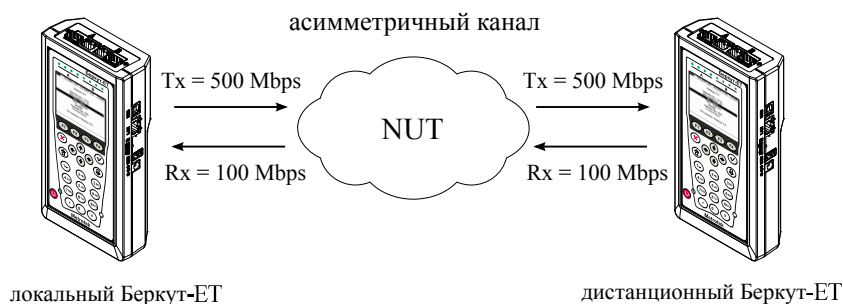 асимметричный канал
Tx = 500 Mbps
Tx = 500 Mbps
NUT
Rx = 100 Mbps
Rx = 100 Mbps
локальный Беркут-ET
дистанционный Беркут-ET